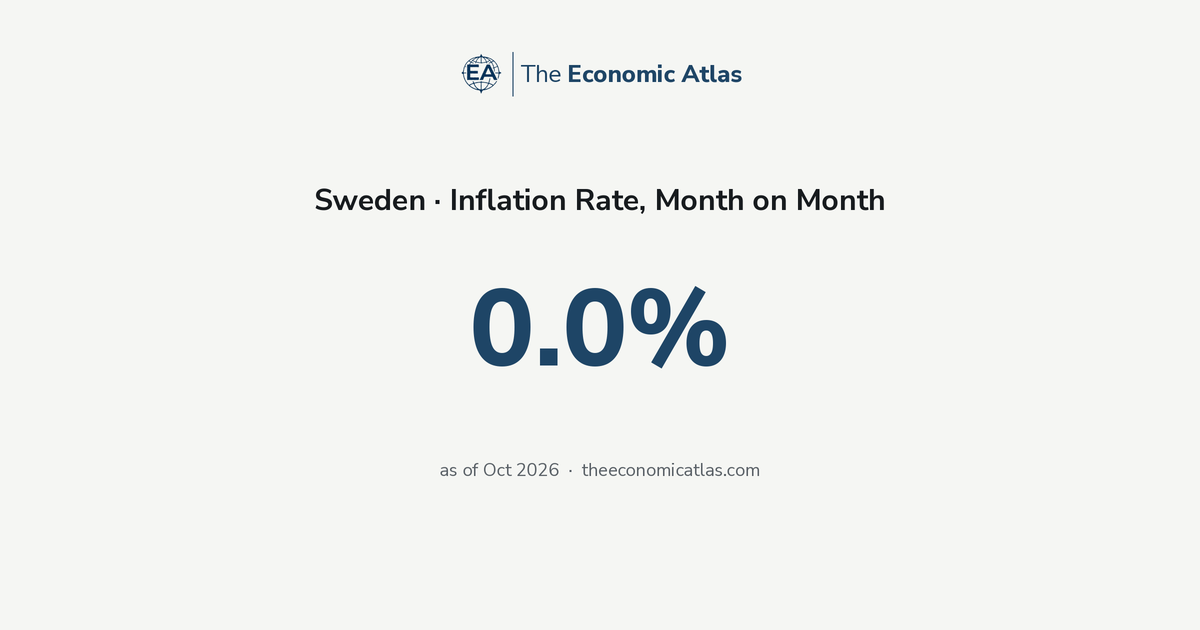 EA The Economic Atlas
Sweden · Inflation Rate, Month on Month
0.0%
as of Oct 2026 · theeconomicatlas.com